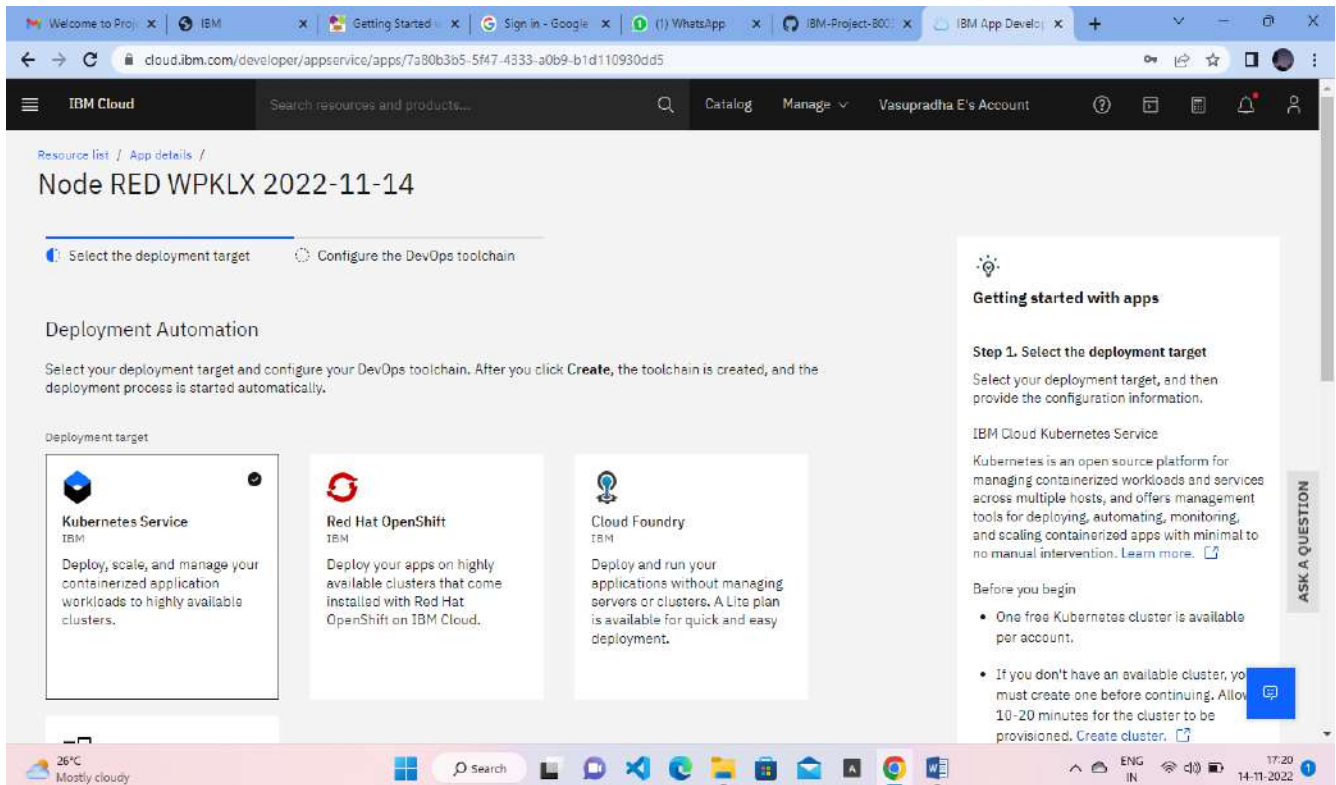 Welcome to Proj
IBM
Getting Started
Sign in - Google
(1) WhatsApp
IBM-Project-800
IBM App Develop
cloud.ibm.com/developer/appservice/apps/7a80b3b5-5f47-4333-a0b9-b1d110930dd5
IBM Cloud
Search resources and products...
Catalog
Manage
Vasupradha E's Account
Resource list / App details /
Node RED WPKLX 2022-11-14
Select the deployment target
Configure the DevOps toolchain
Deployment Automation
Select your deployment target and configure your DevOps toolchain. After you click Create, the toolchain is created, and the
deployment process is started automatically.
Deployment target
Kubernetes Service
IBM
Deploy, scale, and manage your
containerized application
workloads to highly available
clusters.
Red Hat OpenShift
IBM
Deploy your apps on highly
available clusters that come
installed with Red Hat
OpenShift on IBM Cloud.
Cloud Foundry
IBM
Deploy and run your
applications without managing
servers or clusters. A Lite plan
is available for quick and easy
deployment.
Getting started with apps
Step 1. Select the deployment target
Select your deployment target, and then
provide the configuration information.
IBM Cloud Kubernetes Service
Kubernetes is an open source platform for
managing containerized workloads and services
across multiple hosts, and offers management
tools for deploying, automating, monitoring,
and scaling containerized apps with minimal to
no manual intervention. Learn more.
Before you begin
• One free Kubernetes cluster is available
per account.
• If you don't have an available cluster, yo
must create one before continuing. Allow
10-20 minutes for the cluster to be
provisioned. Create cluster.
ASK A QUESTION
26°C
Mostly cloudy
Search
ENG
IN
17:20
14-11-2022
1